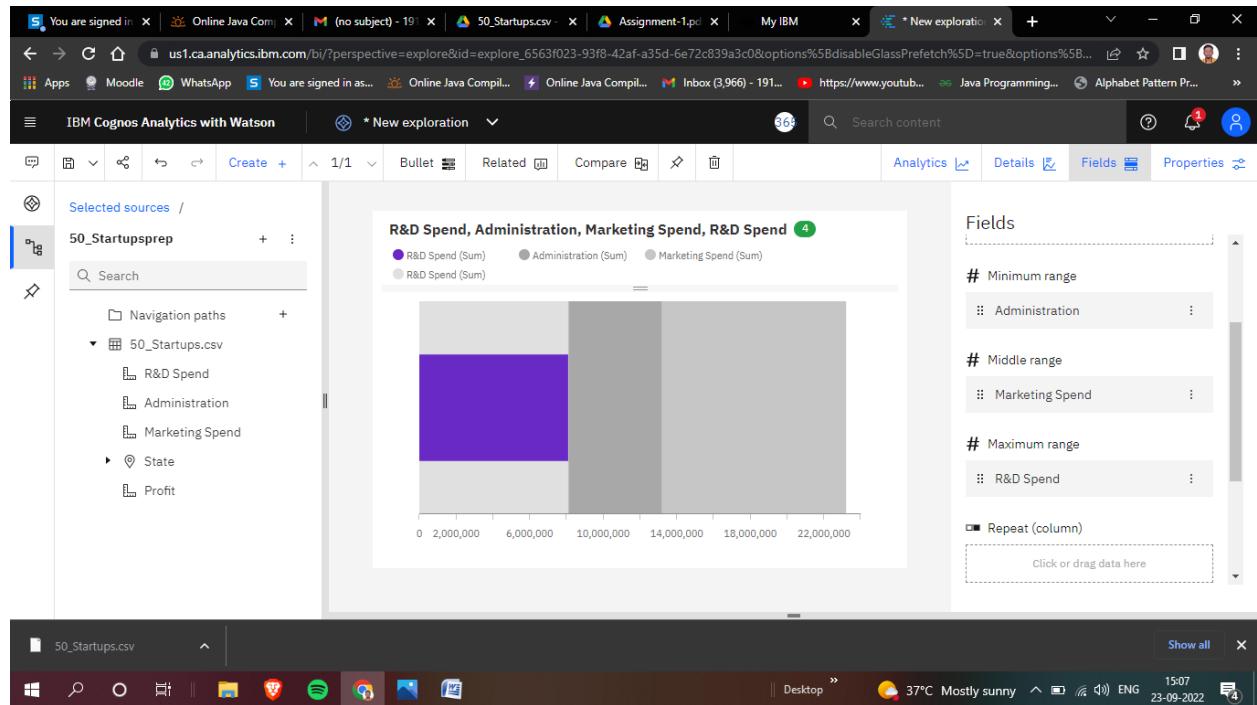 You are signed in
Online Java Comp
(no subject) - 191
50_Startups.csv -
Assignment-1.pd
My IBM
* New exploration
us1.ca.analytics.ibm.com/bi/?perspective=explore&id=explore_6563f023-93f8-42af-a35d-6e72c839a3c0&options%5BdisableGlassPrefetch%5D=true&options%5B...
Apps Moodle WhatsApp You are signed in as... Online Java Compil... Online Java Compil... Inbox (3,966) - 191... https://www.youtub... Java Programming... Alphabet Pattern Pr... »
IBM Cognos Analytics with Watson
* New exploration
Search content
1
Create +
1/1
Bullet
Related
Compare
Analytics
Details
Fields
Properties
Selected sources /
50_Startupsprep
Search
Navigation paths
50_Startups.csv
R&D Spend
Administration
Marketing Spend
State
Profit
R&D Spend, Administration, Marketing Spend, R&D Spend 4
R&D Spend (Sum) Administration (Sum) Marketing Spend (Sum)
R&D Spend (Sum)
0 2,000,000 6,000,000 10,000,000 14,000,000 18,000,000 22,000,000
Fields
# Minimum range
Administration
# Middle range
Marketing Spend
# Maximum range
R&D Spend
Repeat (column)
Click or drag data here
50_Startups.csv
Show all
Desktop »
37°C Mostly sunny
ENG
15:07
23-09-2022
4